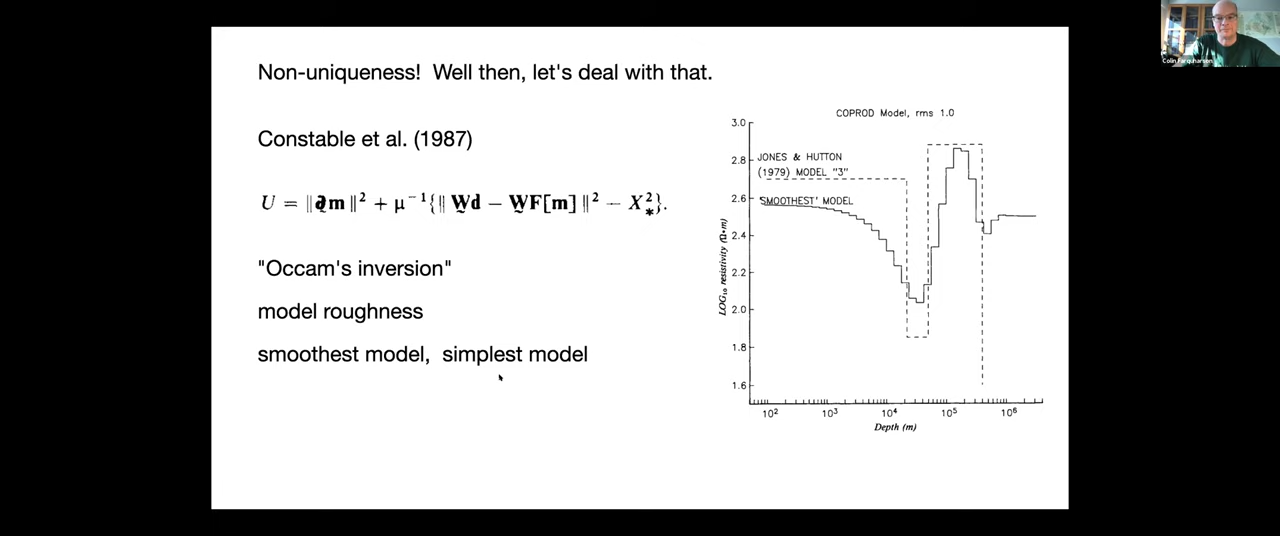 Non-uniqueness! Well then, let's deal with that.
Constable et al. (1987)
U = ‖∂m‖² + μ⁻¹{‖Wd − WF[m]‖² − X²*}.
"Occam's inversion"
model roughness
smoothest model, simplest model
COPROD Model, rms 1.0
JONES & HUTTON
(1979) MODEL "3"
'SMOOTHEST' MODEL
LOG10 resistivity (Ω•m)
3.0
2.8
2.6
2.4
2.2
2.0
1.8
1.6
10² 10³ 10⁴ 10⁵ 10⁶
Depth (m)
Colin Farquharson